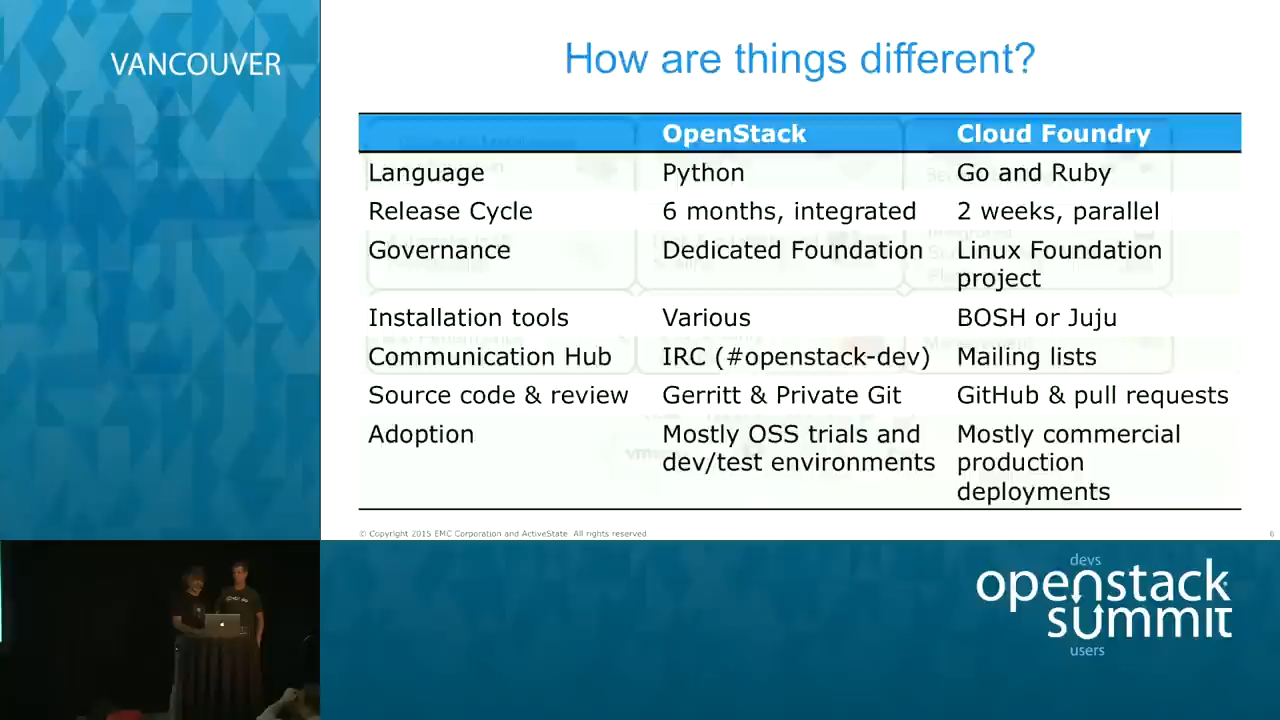 VANCOUVER
How are things different?
OpenStack Cloud Foundry
Language Python Go and Ruby
Release Cycle 6 months, integrated 2 weeks, parallel
Governance Dedicated Foundation Linux Foundation
project
Installation tools Various BOSH or Juju
Communication Hub IRC (#openstack-dev) Mailing lists
Source code & review Gerritt & Private Git GitHub & pull requests
Adoption Mostly OSS trials and Mostly commercial
dev/test environments production
deployments
© Copyright 2015 EMC Corporation and ActiveState All rights reserved
6
devs
openstack
summit
users